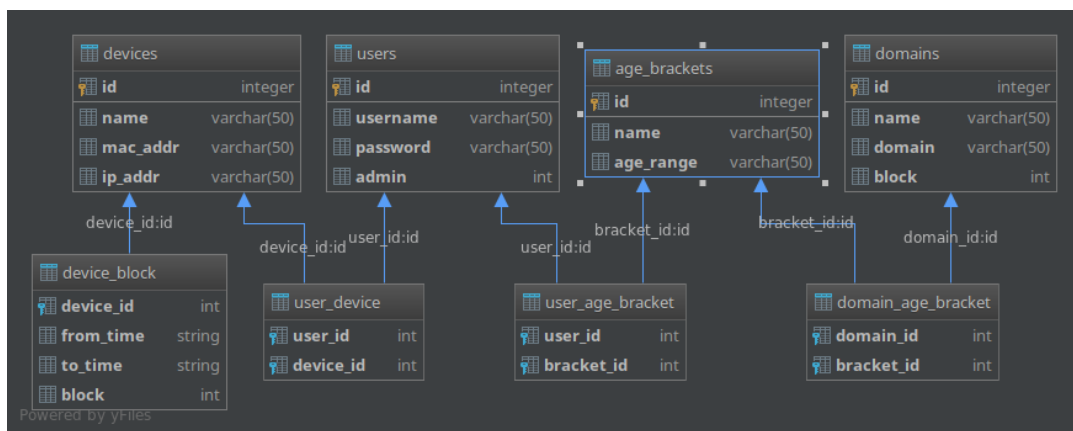 devices
id integer
name varchar(50)
mac_addr varchar(50)
ip_addr varchar(50)
users
id integer
username varchar(50)
password varchar(50)
admin int
age_brackets
id integer
name varchar(50)
age_range varchar(50)
domains
id integer
name varchar(50)
domain varchar(50)
block int
device_id:id
device_id:id
user_id:id
user_id:id
bracket_id:id
bracket_id:id
domain_id:id
device_block
device_id int
from_time string
to_time string
block int
user_device
user_id int
device_id int
user_age_bracket
user_id int
bracket_id int
domain_age_bracket
domain_id int
bracket_id int
Powered by yFiles